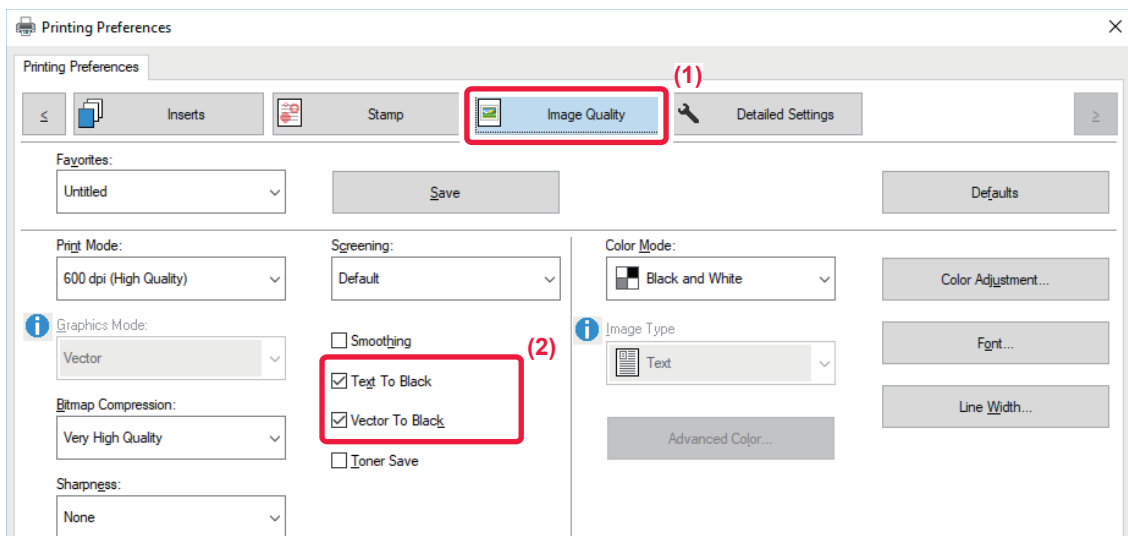 Printing Preferences
Printing Preferences
(1)
≤ Inserts Stamp Image Quality Detailed Settings ≥
Favorites:
Untitled Save Defaults
Print Mode: Screening: Color Mode:
600 dpi (High Quality) Default Black and White Color Adjustment...
Graphics Mode: Smoothing (2) Image Type Font...
Vector Text To Black Text
Bitmap Compression: Vector To Black Line Width...
Very High Quality Toner Save Advanced Color...
Sharpness:
None